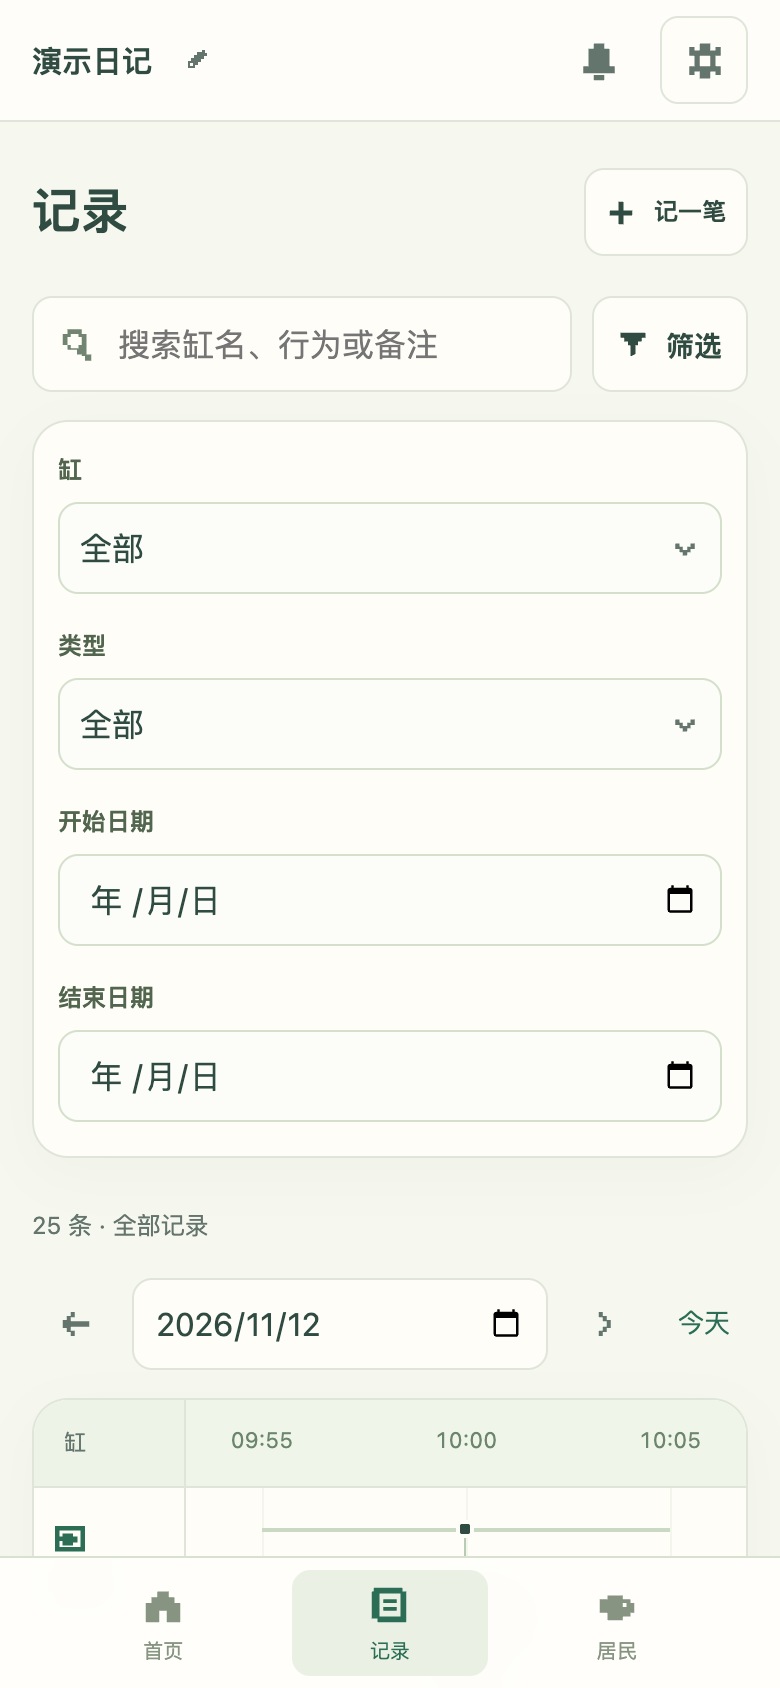 演示日记
记录
记一笔
搜索缸名、行为或备注
筛选
缸
全部
类型
全部
开始日期
年 /月/日
结束日期
年 /月/日
25 条 · 全部记录
2026/11/12
今天
缸
09:55
10:00
10:05
首页
记录
居民